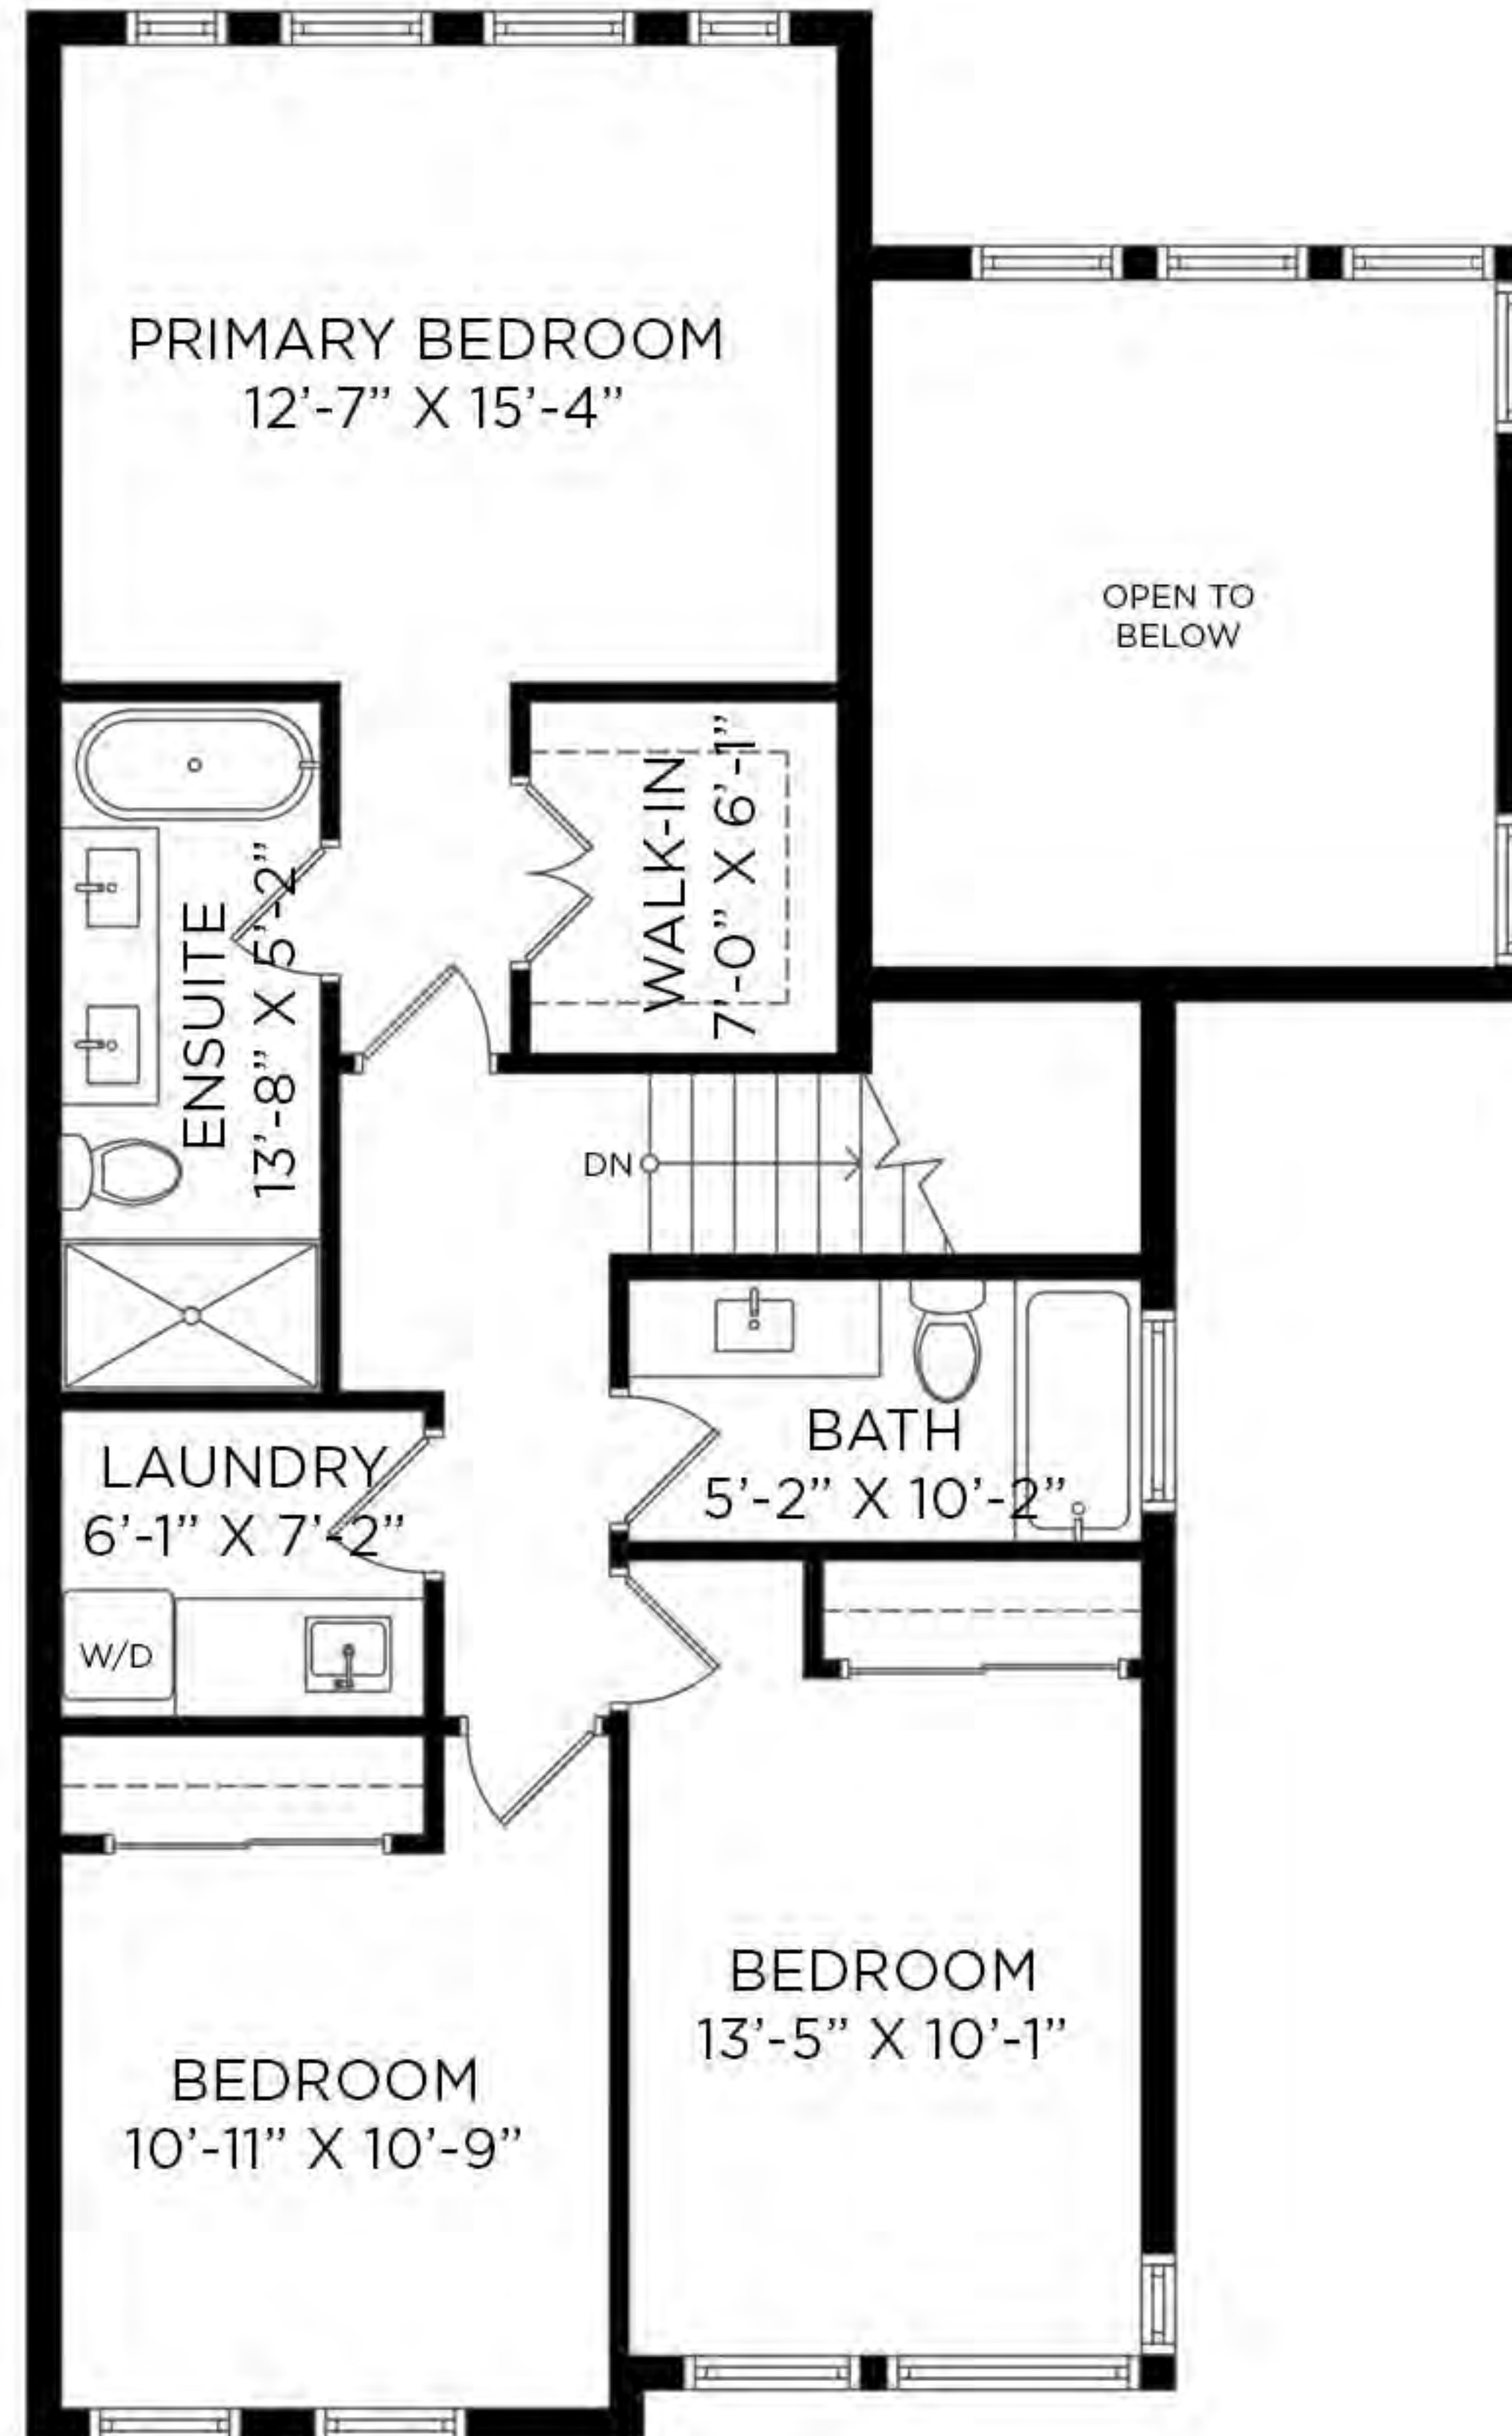 PRIMARY BEDROOM
12’-7” X 15’-4”
OPEN TO
BELOW
WALK-IN
7’-0” X 6’-1”
ENSUITE
13’-8” X 5’-2”
DN
BATH
5’-2” X 10’-2”
LAUNDRY
6’-1” X 7’-2”
W/D
BEDROOM
13’-5” X 10’-1”
BEDROOM
10’-11” X 10’-9”